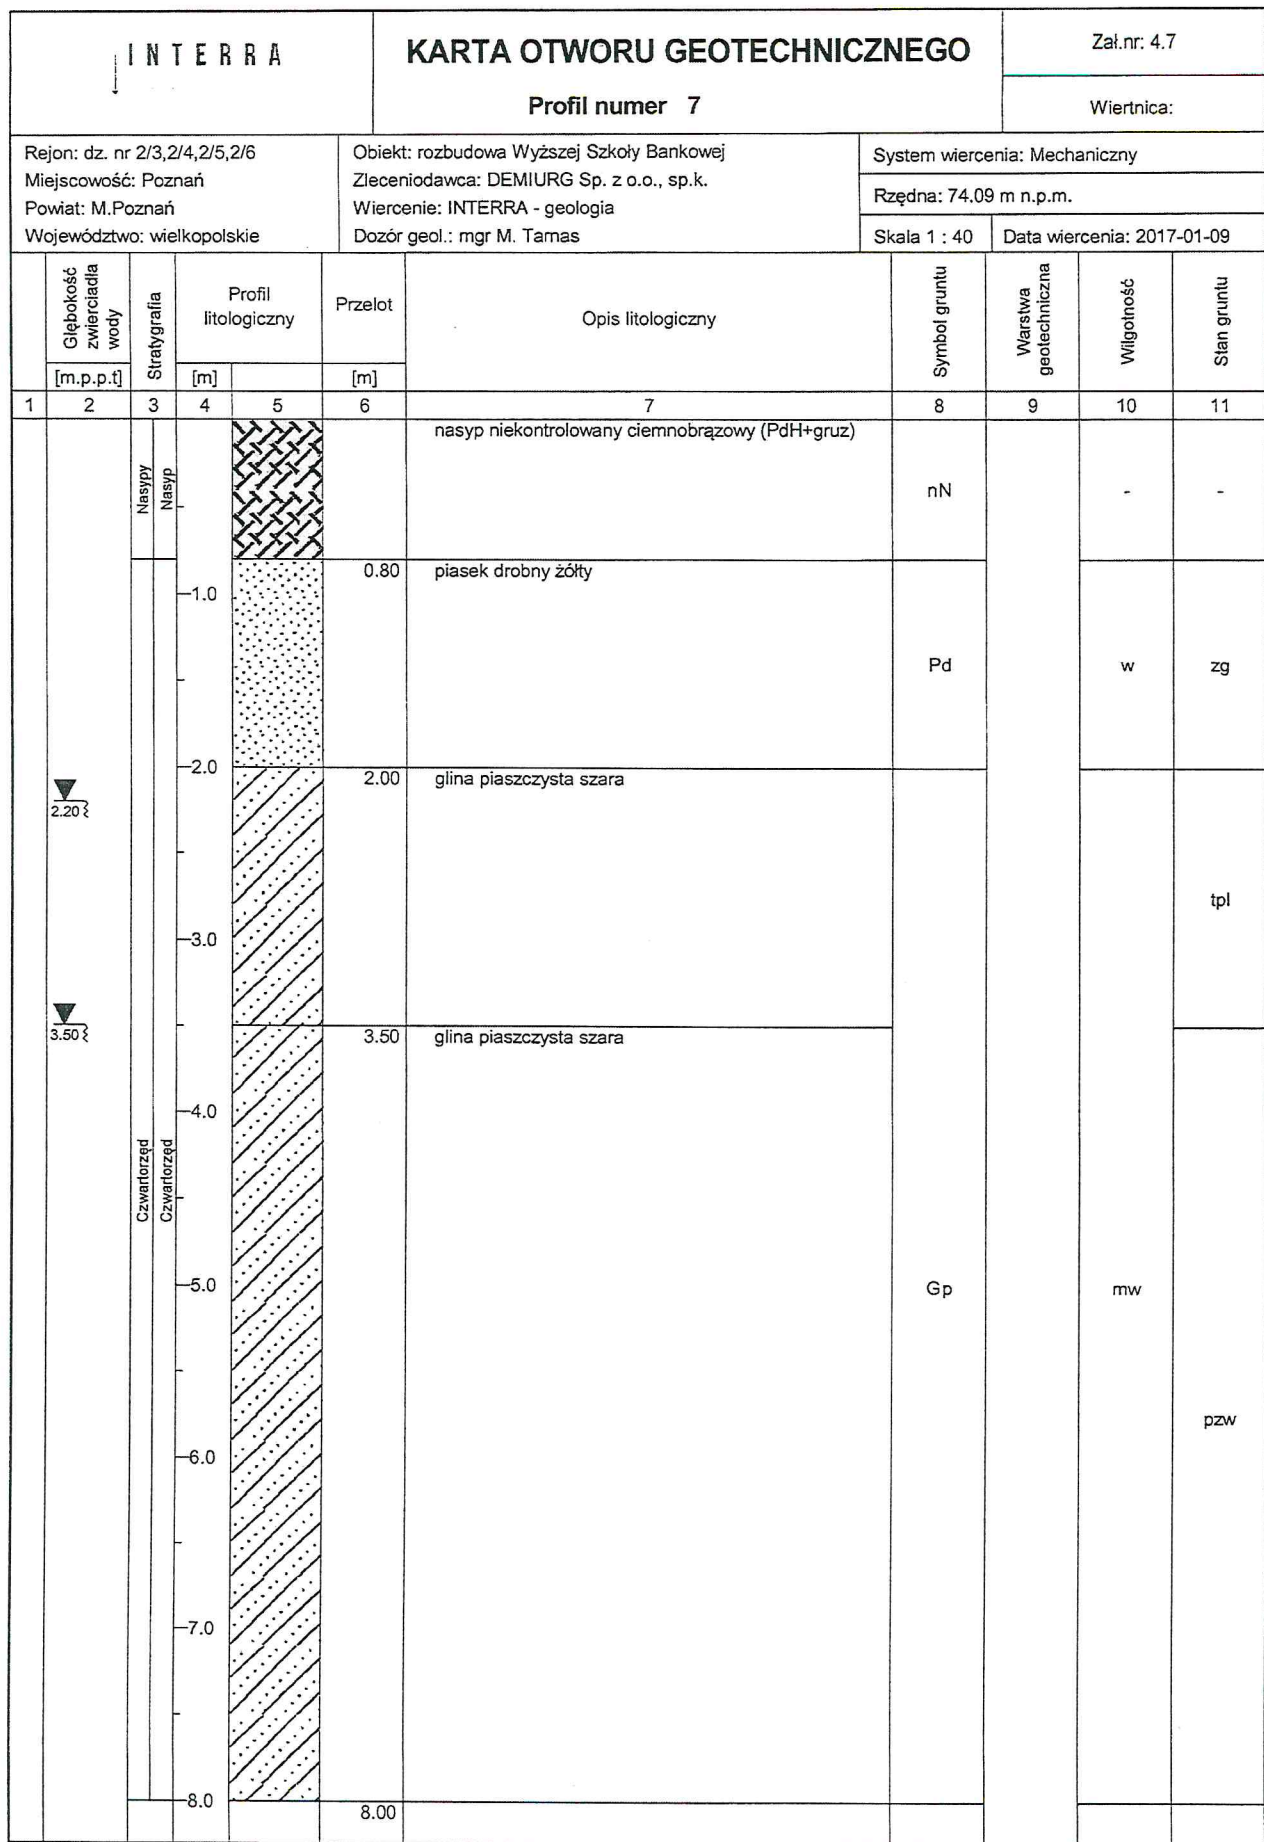 INTERRA
KARTA OTWORU GEOTECHNICZNEGO
Profil numer 7
Zał.nr: 4.7
Wiertnica:
Rejon: dz. nr 2/3,2/4,2/5,2/6
Miejscowość: Poznań
Powiat: M.Poznań
Województwo: wielkopolskie
Obiekt: rozbudowa Wyższej Szkoły Bankowej
Zleceniodawca: DEMIURG Sp. z o.o., sp.k.
Wiercenie: INTERRA - geologia
Dozór geol.: mgr M. Tarnas
System wiercenia: Mechaniczny
Rzędna: 74.09 m n.p.m.
Skala 1 : 40
Data wiercenia: 2017-01-09
Głębokość
zwierciadła
wody
[m.p.p.t]
Stratygrafia
Profil
litologiczny
[m]
Przelot
[m]
Opis litologiczny
Symbol gruntu
Warstwa
geotechniczna
Wilgotność
Stan gruntu
1 2 3 4 5 6 7 8 9 10 11
Nasypy
Nasyp
nasyp niekontrolowany ciemnobrązowy (PdH+gruz)
nN - -
0.80 piasek drobny żółty
1.0
Pd w zg
2.0
2.00 glina piaszczysta szara
2.20
tpl
3.0
3.50
3.50 glina piaszczysta szara
4.0
Czwartorzęd
Czwartorzęd
5.0
Gp mw
pzw
6.0
7.0
8.0
8.00